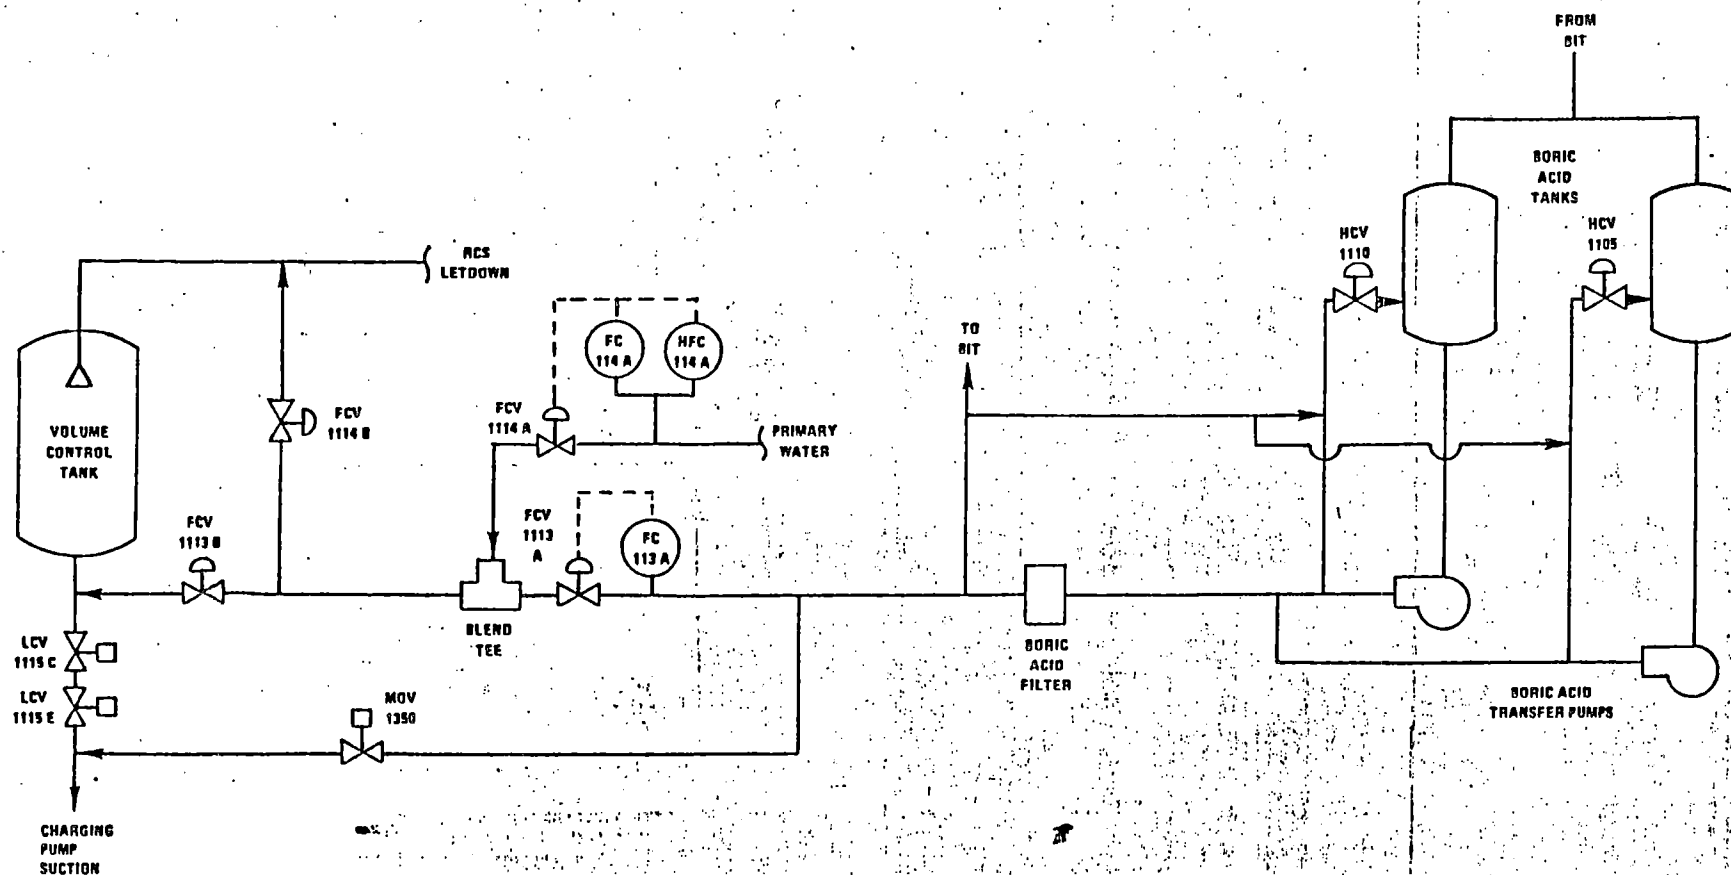 FROM
BIT
BORIC
ACID
TANKS
HCV
1110
HCV
1105
RCS
LETDOWN
FC
114 A
HFC
114 A
TO
BIT
VOLUME
CONTROL
TANK
FCV
1114 B
FCV
1114 A
PRIMARY
WATER
FCV
1113 B
FCV
1113
A
FC
113 A
BLEND
TEE
BORIC
ACID
FILTER
LCV
1115 C
LCV
1115 E
MOV
1350
BORIC ACID
TRANSFER PUMPS
CHARGING
PUMP
SUCTION